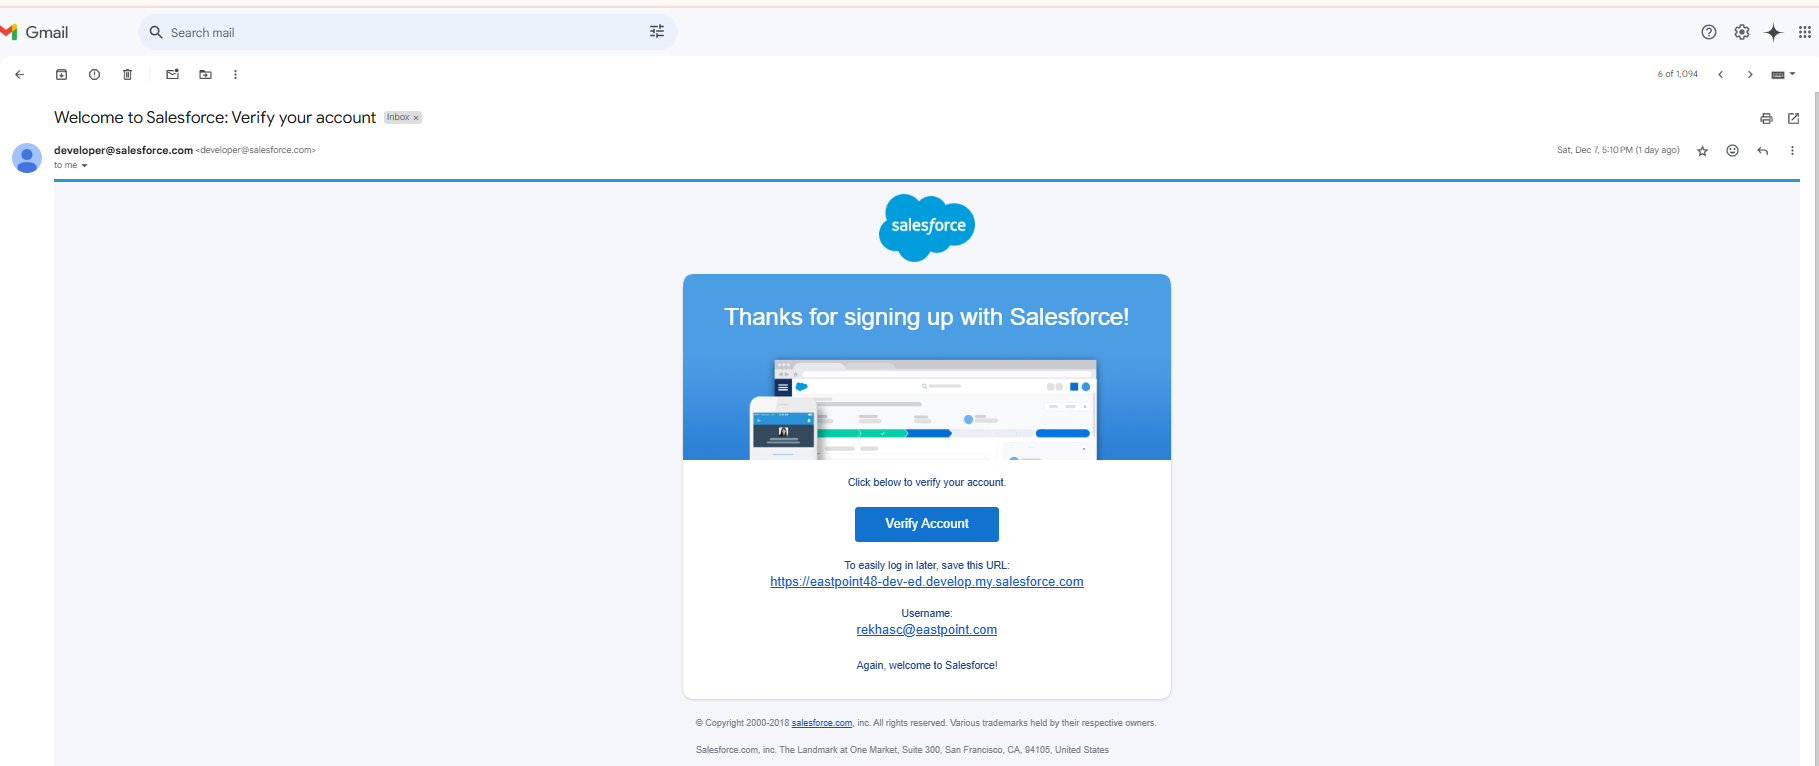 Gmail
Search mail
6 of 1,094
Welcome to Salesforce: Verify your account Inbox x
developer@salesforce.com <developer@salesforce.com>
Sat, Dec 7, 5:10 PM (1 day ago)
to me
salesforce
Thanks for signing up with Salesforce!
Click below to verify your account.
Verify Account
To easily log in later, save this URL:
https://eastpoint48-dev-ed.develop.my.salesforce.com
Username:
rekhasc@eastpoint.com
Again, welcome to Salesforce!
© Copyright 2000-2018 salesforce.com, inc. All rights reserved. Various trademarks held by their respective owners.
Salesforce.com, inc. The Landmark at One Market, Suite 300, San Francisco, CA, 94105, United States